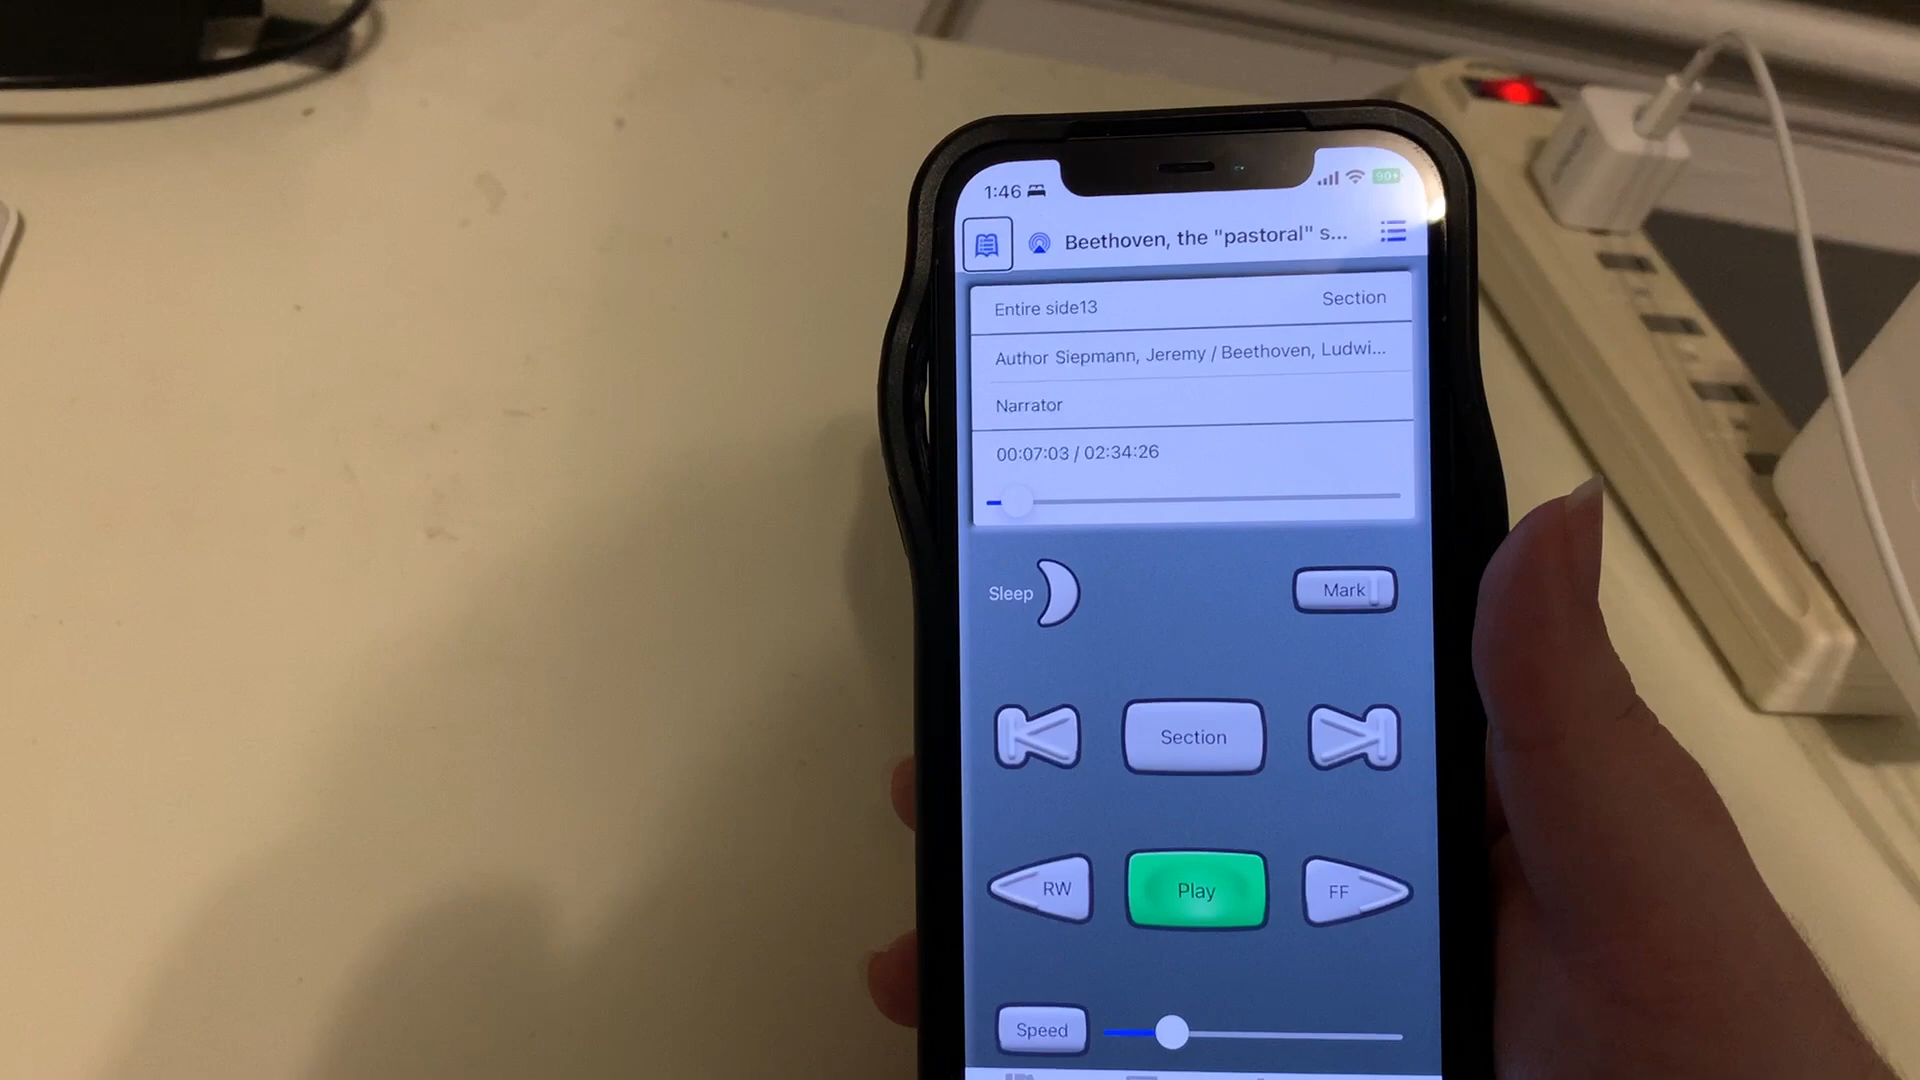 1:46 90+
Beethoven, the "pastoral" s...
Entire side13 Section
Author Siepmann, Jeremy / Beethoven, Ludwi...
Narrator
00:07:03 / 02:34:26
Sleep Mark
Section
RW Play FF
Speed